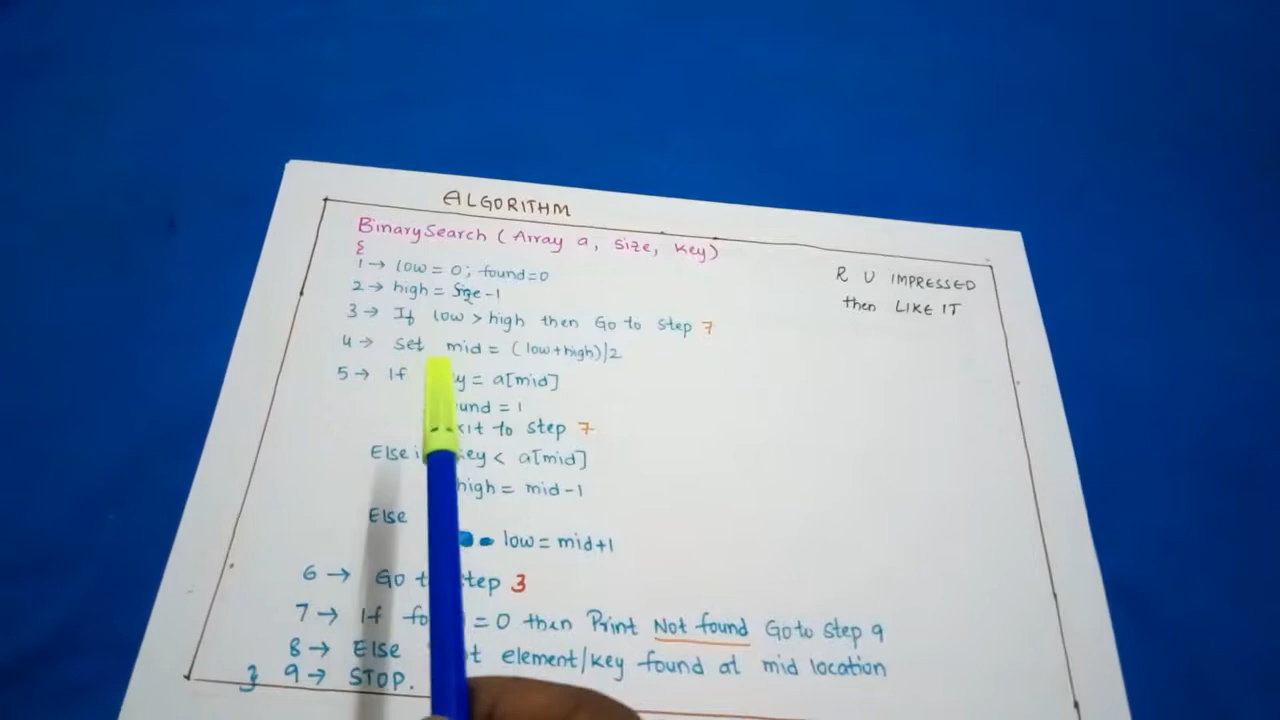 ALGORITHM
BinarySearch (Array a, size, key)
{
1 → low = 0; found=0
2 → high = Size -1
3 → If low > high then Go to step 7
4 → set mid = (low+high)/2
5 → If = a[mid]
= 1
to step 7
Else < a[mid]
high = mid-1
Else
low = mid+1
6 → Go step 3
7 → If = 0 then Print Not found Goto step 9
8 → Else element/key found at mid location
} 9 → STOP.
R U IMPRESSED
then LIKE IT